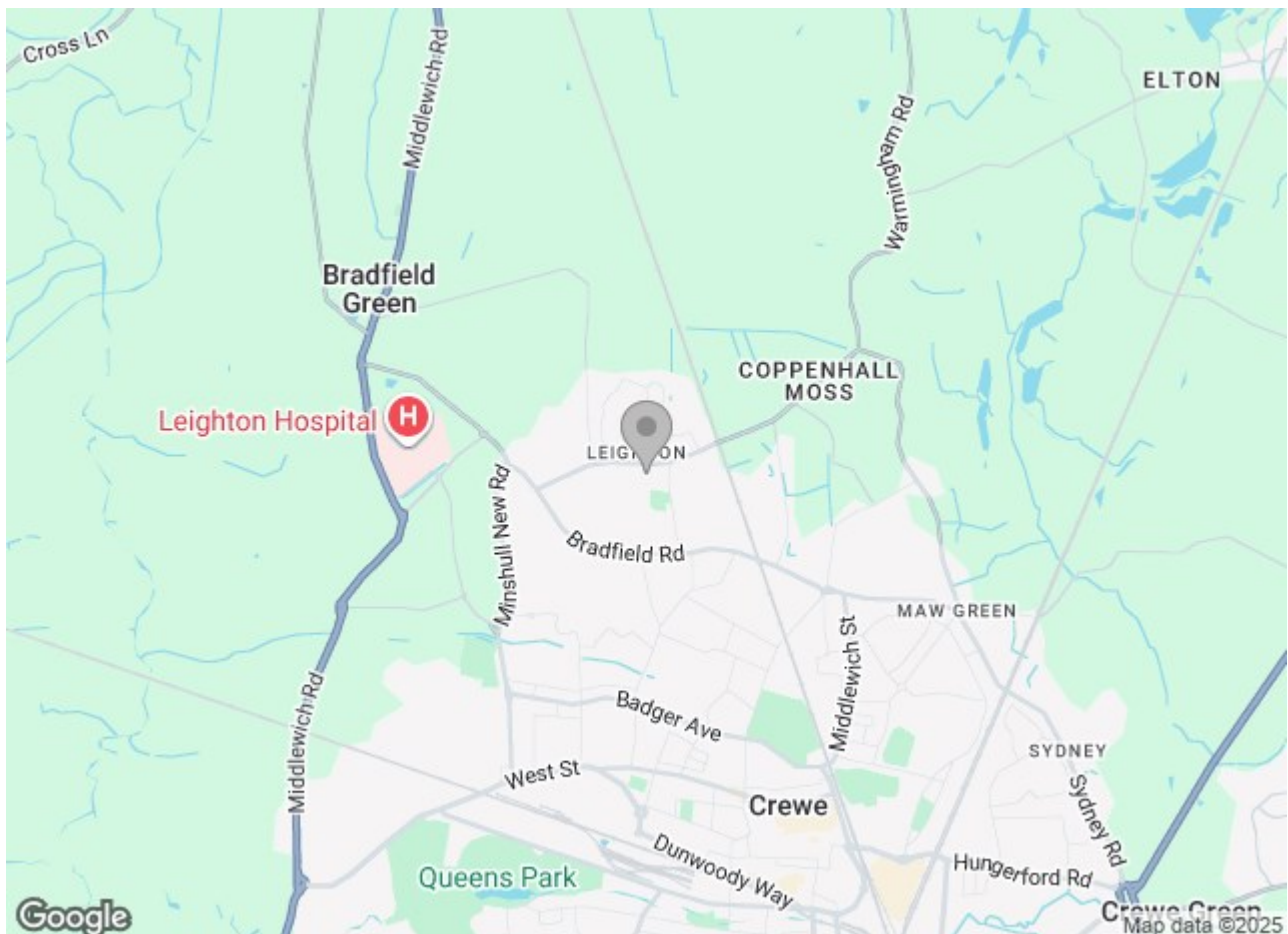 Cross Ln
Middlewich Rd
ELTON
Warmingham Rd
Bradfield
Green
COPPENHALL
MOSS
Leighton Hospital
H
LEIGHTON
Minshull New Rd
Bradfield Rd
MAW GREEN
Middlewich St
Middlewich Rd
Badger Ave
SYDNEY
West St
Crewe
Sydney Rd
Dunwoody Way
Hungerford Rd
Queens Park
Crewe Green
Google
Map data ©2025